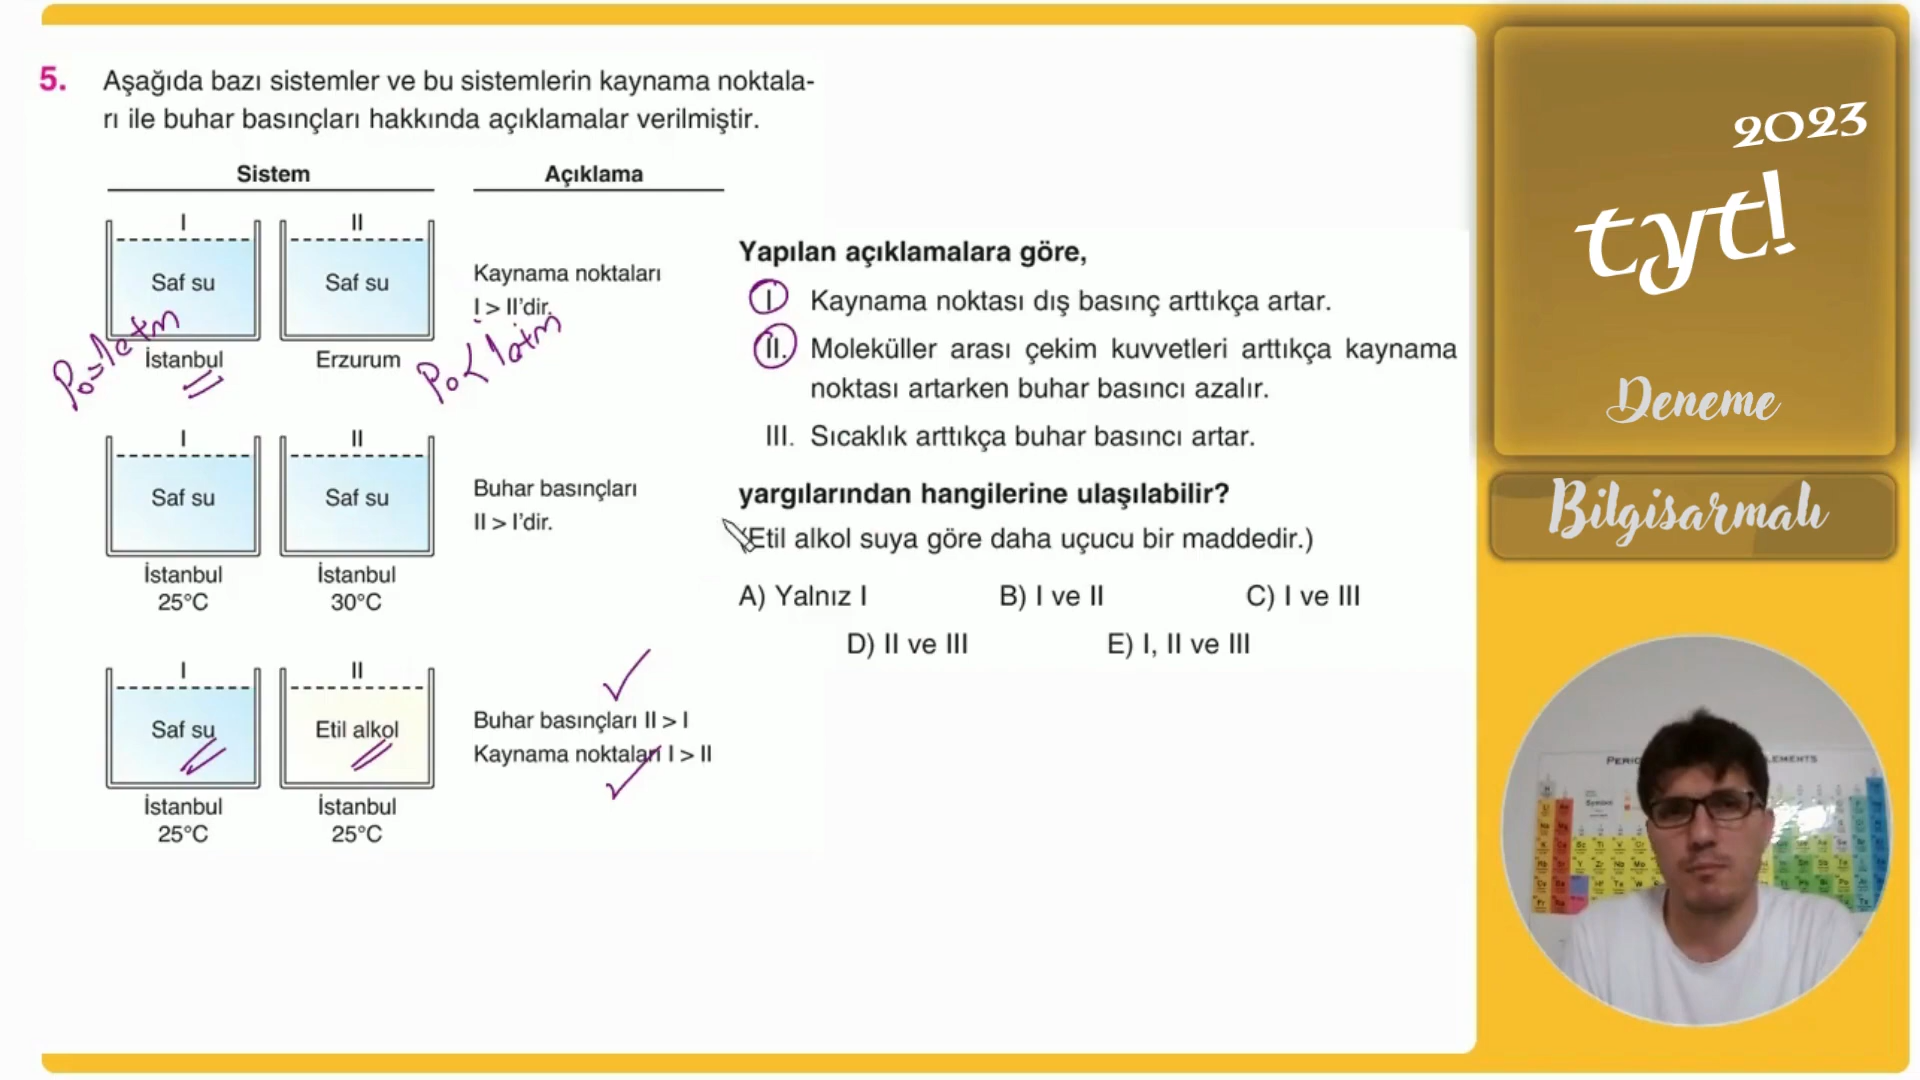 5. Aşağıda bazı sistemler ve bu sistemlerin kaynama noktala-
rı ile buhar basınçları hakkında açıklamalar verilmiştir.
Sistem Açıklama
I II
Saf su Saf su
Kaynama noktaları
I > II'dir.
P₀=1atm
İstanbul Erzurum
P₀<1atm
I II
Saf su Saf su
Buhar basınçları
II > I'dir.
İstanbul İstanbul
25°C 30°C
I II
Saf su Etil alkol
Buhar basınçları II > I
Kaynama noktaları I > II
İstanbul İstanbul
25°C 25°C
Yapılan açıklamalara göre,
I Kaynama noktası dış basınç arttıkça artar.
II. Moleküller arası çekim kuvvetleri arttıkça kaynama
noktası artarken buhar basıncı azalır.
III. Sıcaklık arttıkça buhar basıncı artar.
yargılarından hangilerine ulaşılabilir?
(Etil alkol suya göre daha uçucu bir maddedir.)
A) Yalnız I B) I ve II C) I ve III
D) II ve III E) I, II ve III
2023
tyt!
Deneme
Bilgisarmalı